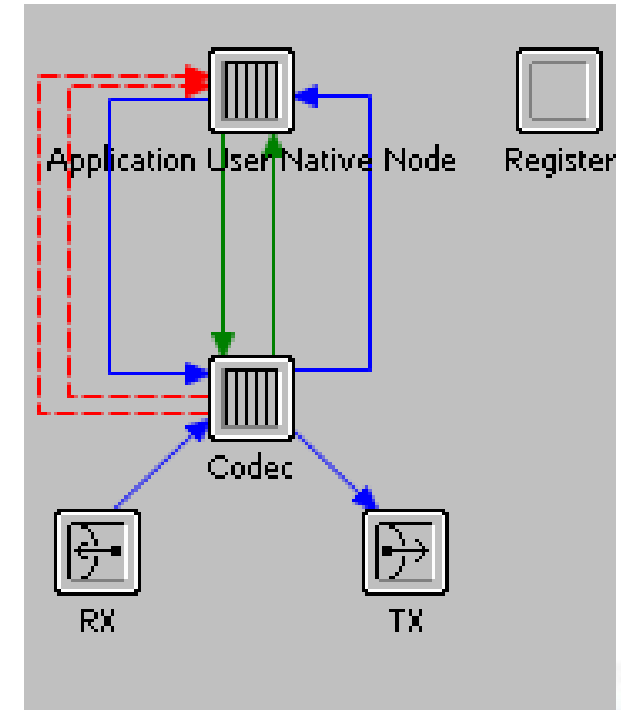 Application User Native Node
Register
Codec
RX
TX